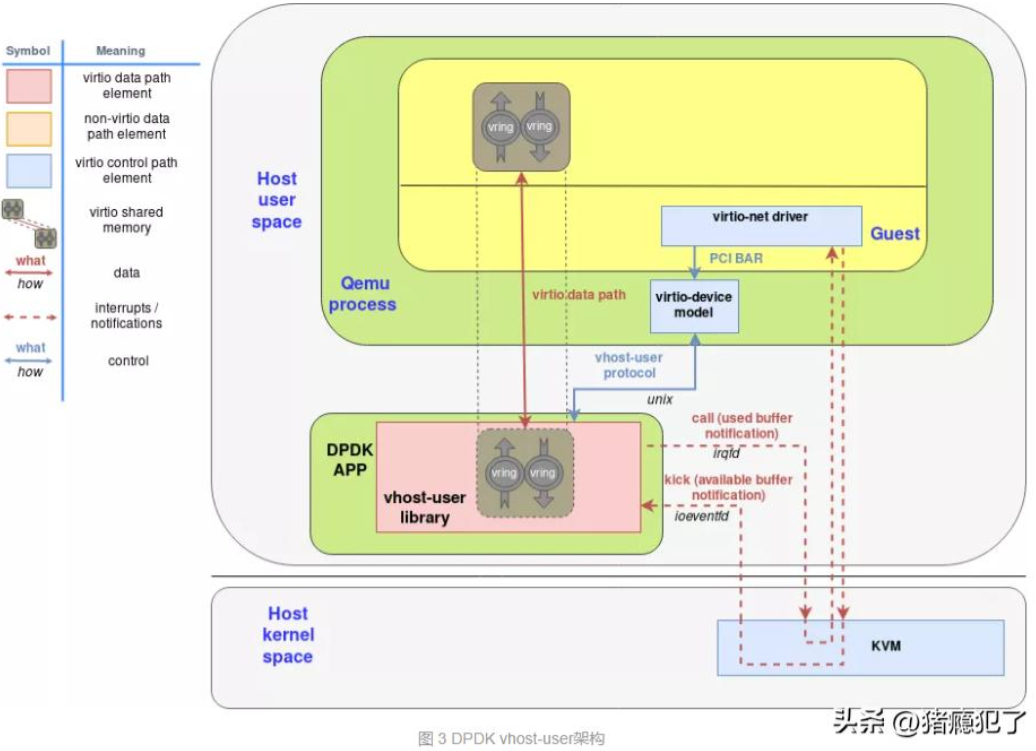 Symbol Meaning
virtio data path
element
non-virtio data
path element
virtio control path
element
virtio shared
memory
what
how
data
interrupts /
notifications
what
how
control
Host
user
space
vring vring
virtio-net driver
Guest
PCI BAR
Qemu
process
virtio data path
virtio-device
model
vhost-user
protocol
unix
DPDK
APP
vring vring
vhost-user
library
call (used buffer
notification)
irqfd
kick (available buffer
notification)
ioeventfd
Host
kernel
space
KVM
头条 @猪瘾犯了
图 3 DPDK vhost-user架构